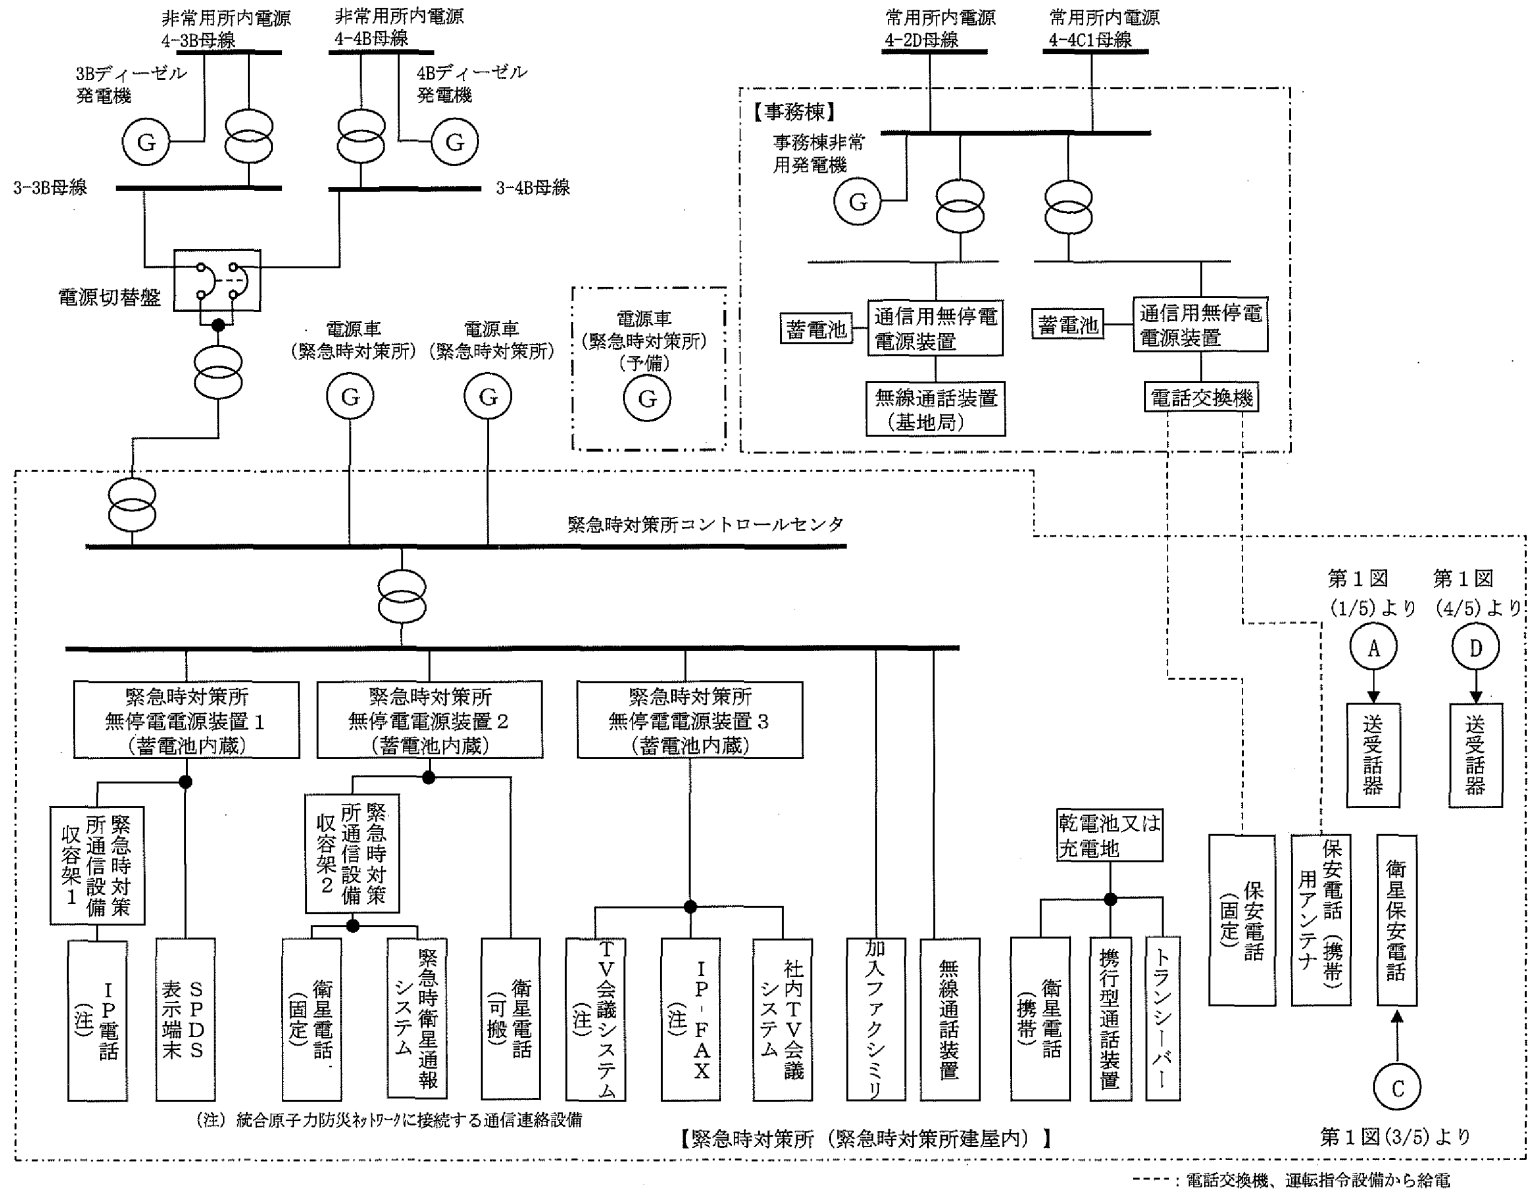 非常用所内電源
4-3B母線
非常用所内電源
4-4B母線
常用所内電源
4-2D母線
常用所内電源
4-4C1母線
3Bディーゼル
発電機
G
4Bディーゼル
発電機
G
3-3B母線
3-4B母線
電源切替盤
【事務棟】
事務棟非常
用発電機
G
蓄電池
通信用無停電
電源装置
蓄電池
通信用無停電
電源装置
無線通話装置
(基地局)
電話交換機
電源車
(緊急時対策所)
G
電源車
(緊急時対策所)
G
電源車
(緊急時対策所)
(予備)
G
緊急時対策所コントロールセンタ
第1図
(1/5)より
A
送受話器
第1図
(4/5)より
D
送受話器
緊急時対策所
無停電電源装置1
(蓄電池内蔵)
緊急時対策所
無停電電源装置2
(蓄電池内蔵)
緊急時対策所
無停電電源装置3
(蓄電池内蔵)
緊急時対策
所通信設備
収容架1
緊急時対策
所通信設備
収容架2
乾電池又は
充電地
IP電話
(注)
SPDS
表示端末
衛星電話
(固定)
緊急時衛星通報
システム
衛星電話
(可搬)
TV会議システム
(注)
IP-FAX
(注)
社内TV会議
システム
加入ファクシミリ
無線通話装置
衛星電話
(携帯)
携行型通話装置
トランシーバー
保安電話
(固定)
保安電話(携帯)
用アンテナ
衛星保安電話
C
第1図(3/5)より
(注)統合原子力防災ﾈｯﾄﾜｰｸに接続する通信連絡設備
【緊急時対策所(緊急時対策所建屋内)】
----:電話交換機、運転指令設備から給電